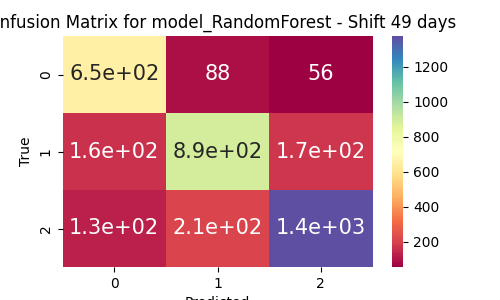 nfusion Matrix for model_RandomForest - Shift 49 days
0 6.5e+02 88 56
1 1.6e+02 8.9e+02 1.7e+02
2 1.3e+02 2.1e+02 1.4e+03
0 1 2
True
Predicted
1200
1000
800
600
400
200